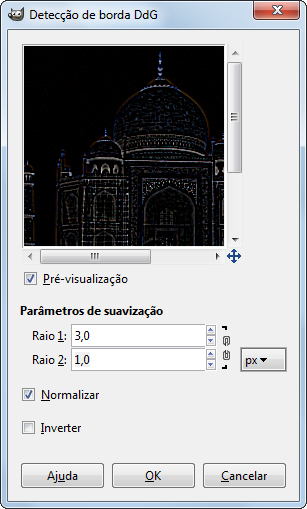 Detecção de borda DdG
Pré-visualização
Parâmetros de suavização
Raio 1: 3,0
Raio 2: 1,0
px
Normalizar
Inverter
Ajuda OK Cancelar